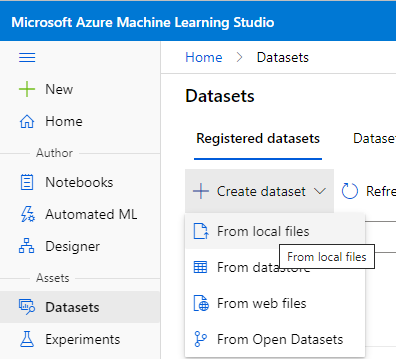 Microsoft Azure Machine Learning Studio
New
Home
Author
Notebooks
Automated ML
Designer
Assets
Datasets
Experiments
Home > Datasets
Datasets
Registered datasets Datase
Create dataset Refre
From local files
From local files
From datastore
From web files
From Open Datasets